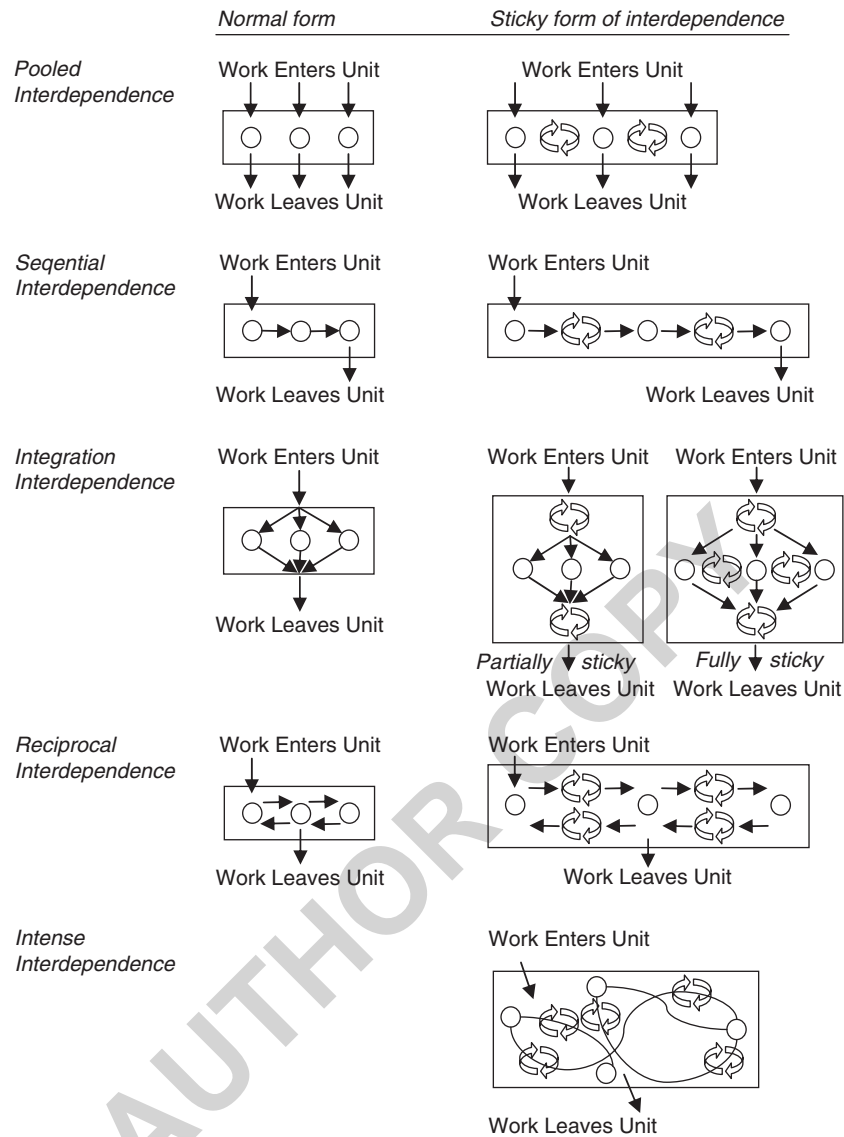 Normal form
Sticky form of interdependence
Pooled
Interdependence
Work Enters Unit
Work Enters Unit
Work Leaves Unit
Work Leaves Unit
Seqential
Interdependence
Work Enters Unit
Work Enters Unit
Work Leaves Unit
Work Leaves Unit
Integration
Interdependence
Work Enters Unit
Work Enters Unit
Work Enters Unit
Work Leaves Unit
Partially sticky
Fully sticky
Work Leaves Unit
Work Leaves Unit
Reciprocal
Interdependence
Work Enters Unit
Work Enters Unit
Work Leaves Unit
Work Leaves Unit
Intense
Interdependence
Work Enters Unit
Work Leaves Unit
AUTHOR COPY